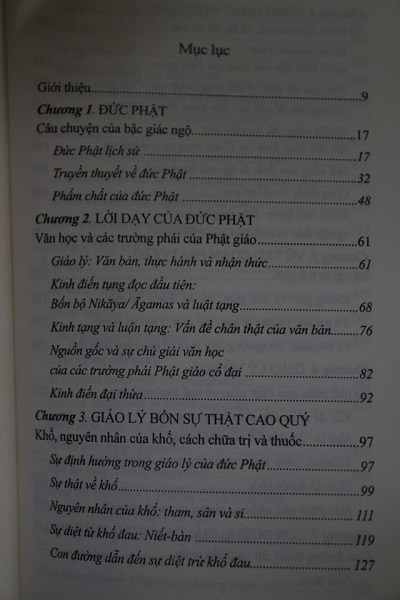 Mục lục
Giới thiệu...9
Chương 1. ĐỨC PHẬT
Câu chuyện của bậc giác ngộ...17
Đức Phật lịch sử...17
Truyền thuyết về đức Phật...32
Phẩm chất của đức Phật...48
Chương 2. LỜI DẠY CỦA ĐỨC PHẬT
Văn học và các trường phái của Phật giáo...61
Giáo lý: Văn bản, thực hành và nhận thức...61
Kinh điển tụng đọc đầu tiên:
Bốn bộ Nikāya/ Āgamas và luật tạng...68
Kinh tạng và luận tạng: Vấn đề chân thật của văn bản...76
Nguồn gốc và sự chú giải văn học
của các trường phái Phật giáo cổ đại...82
Kinh điển đại thừa...92
Chương 3. GIÁO LÝ BỐN SỰ THẬT CAO QUÝ
Khổ, nguyên nhân của khổ, cách chữa trị và thuốc...97
Sự định hướng trong giáo lý của đức Phật...97
Sự thật về khổ...99
Nguyên nhân của khổ: tham, sân và si...111
Sự diệt từ khổ đau: Niết-bàn...119
Con đường dẫn đến sự diệt trừ khổ đau...127